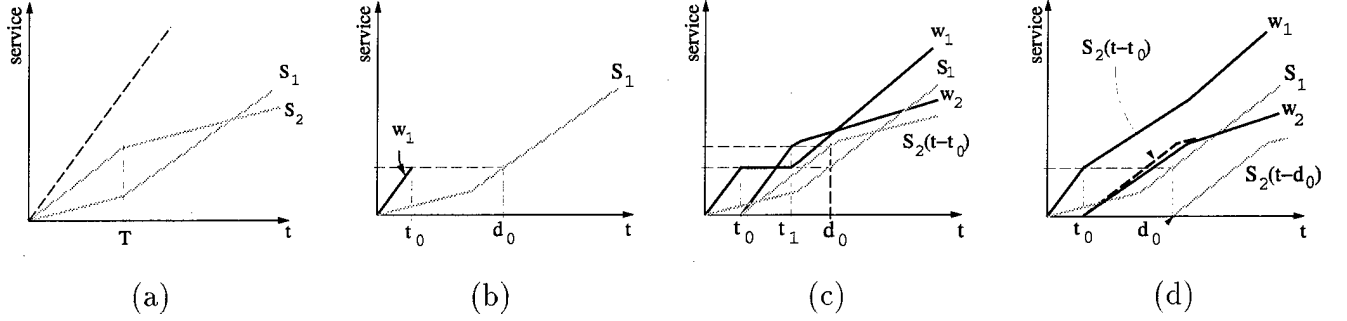 service
S1
S2
T
t
(a)
service
w1
S1
t0
d0
t
(b)
service
w1
S1
w2
S2(t-t0)
t0
t1
d0
t
(c)
service
S2(t-t0)
w1
S1
w2
S2(t-d0)
t0
d0
t
(d)